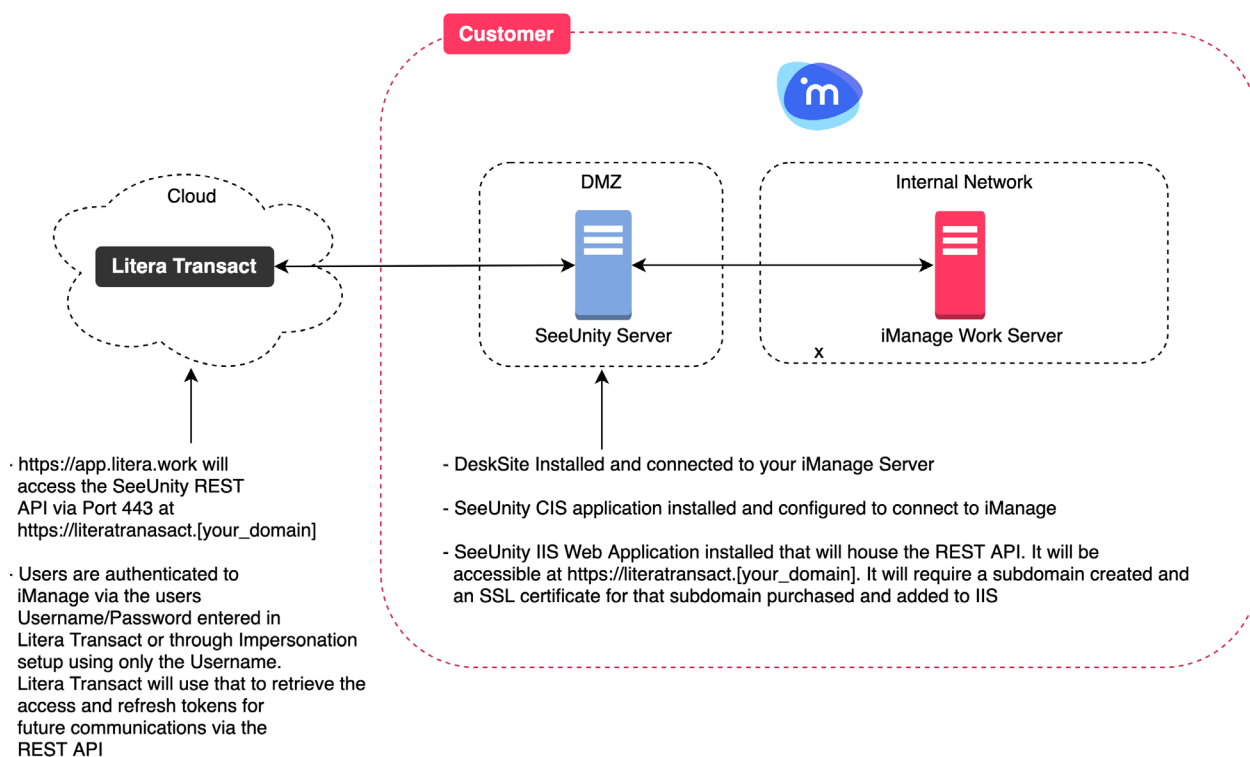 Customer
m
Cloud
Litera Transact
DMZ
SeeUnity Server
Internal Network
iManage Work Server
x
· https://app.litera.work will
access the SeeUnity REST
API via Port 443 at
https://literatranasact.[your_domain]
· Users are authenticated to
iManage via the users
Username/Password entered in
Litera Transact or through Impersonation
setup using only the Username.
Litera Transact will use that to retrieve the
access and refresh tokens for
future communications via the
REST API
- DeskSite Installed and connected to your iManage Server
- SeeUnity CIS application installed and configured to connect to iManage
- SeeUnity IIS Web Application installed that will house the REST API. It will be
accessible at https://literatransact.[your_domain]. It will require a subdomain created and
an SSL certificate for that subdomain purchased and added to IIS